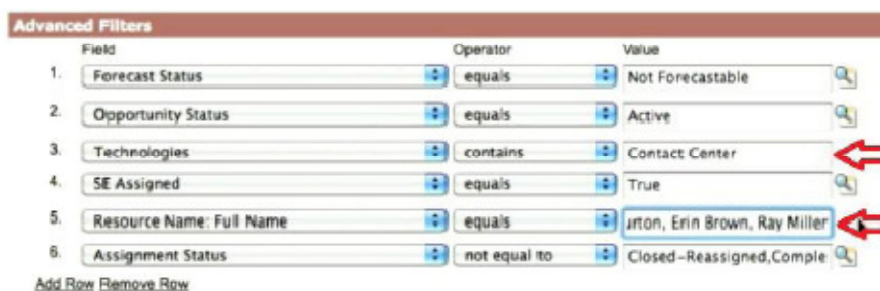 Advanced Filters
Field Operator Value
1. Forecast Status equals Not Forecastable
2. Opportunity Status equals Active
3. Technologies contains Contact Center
4. SE Assigned equals True
5. Resource Name: Full Name equals urton, Erin Brown, Ray Miller
6. Assignment Status not equal to Closed-Reassigned,Comple
Add Row Remove Row